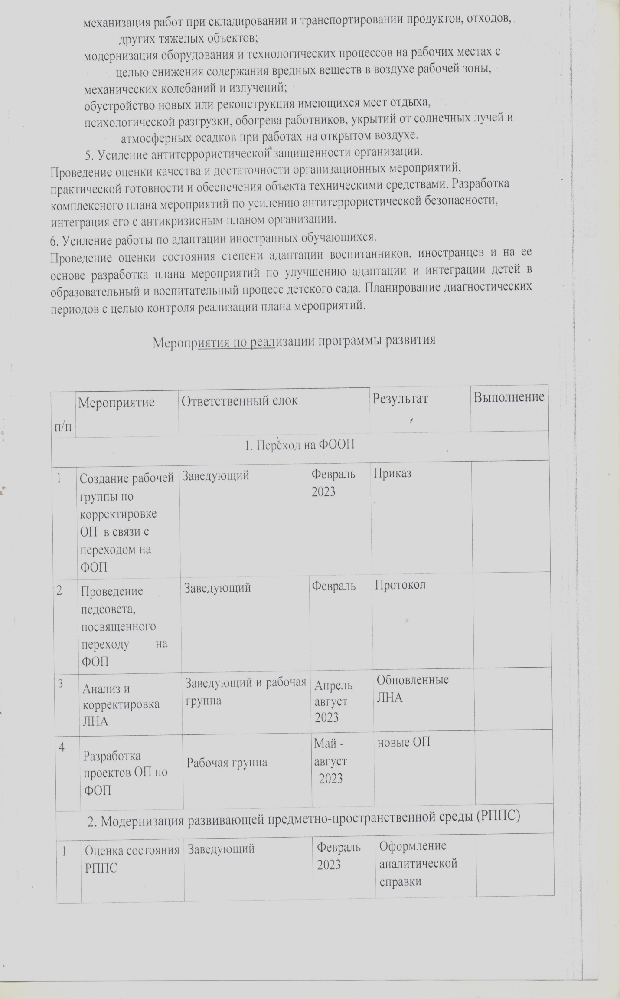 механизация работ при складировании и транспортировании продуктов, отходов,
других тяжелых объектов;
модернизация оборудования и технологических процессов на рабочих местах с
целью снижения содержания вредных веществ в воздухе рабочей зоны,
механических колебаний и излучений;
обустройство новых или реконструкция имеющихся мест отдыха,
психологической разгрузки, обогрева работников, укрытий от солнечных лучей и
атмосферных осадков при работах на открытом воздухе.
5. Усиление антитеррористической защищенности организации.
Проведение оценки качества и достаточности организационных мероприятий,
практической готовности и обеспечения объекта техническими средствами. Разработка
комплексного плана мероприятий по усилению антитеррористической безопасности,
интеграция его с антикризисным планом организации.
6. Усиление работы по адаптации иностранных обучающихся.
Проведение оценки состояния степени адаптации воспитанников, иностранцев и на ее
основе разработка плана мероприятий по улучшению адаптации и интеграции детей в
образовательный и воспитательный процесс детского сада. Планирование диагностических
периодов с целью контроля реализации плана мероприятий.
Мероприятия по реализации программы развития
п/п
Мероприятие
Ответственный елок
Результат
Выполнение
1. Переход на ФООП
1
Создание рабочей
группы по
корректировке
ОП в связи с
переходом на
ФОП
Заведующий
Февраль
2023
Приказ
2
Проведение
педсовета,
посвященного
переходу на
ФОП
Заведующий
Февраль
Протокол
3
Анализ и
корректировка
ЛНА
Заведующий и рабочая
группа
Апрель
август
2023
Обновленные
ЛНА
4
Разработка
проектов ОП по
ФОП
Рабочая группа
Май -
август
2023
новые ОП
2. Модернизация развивающей предметно-пространственной среды (РППС)
1
Оценка состояния
РППС
Заведующий
Февраль
2023
Оформление
аналитической
справки